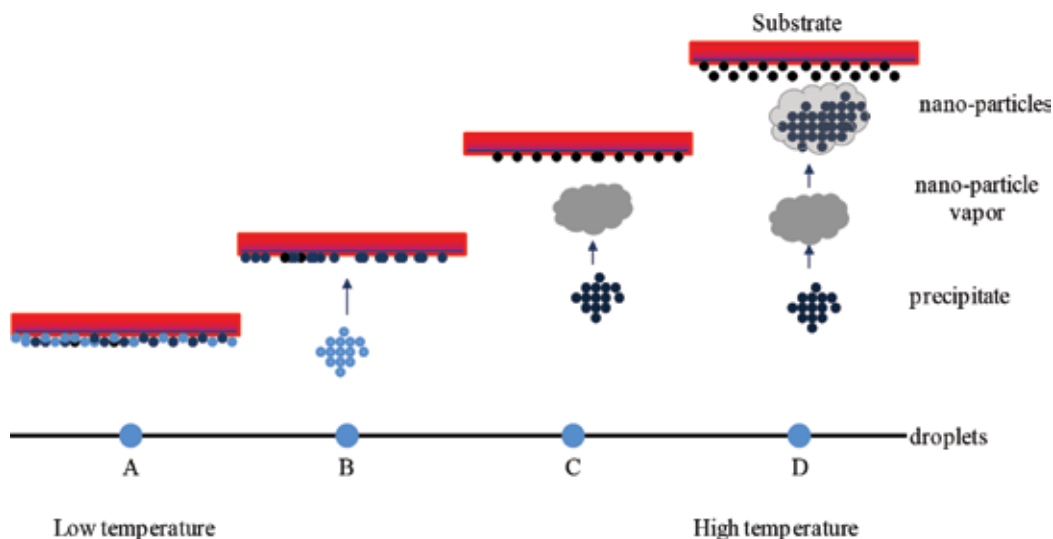 Substrate
nano-particles
nano-particle
vapor
precipitate
droplets
A
B
C
D
Low temperature
High temperature